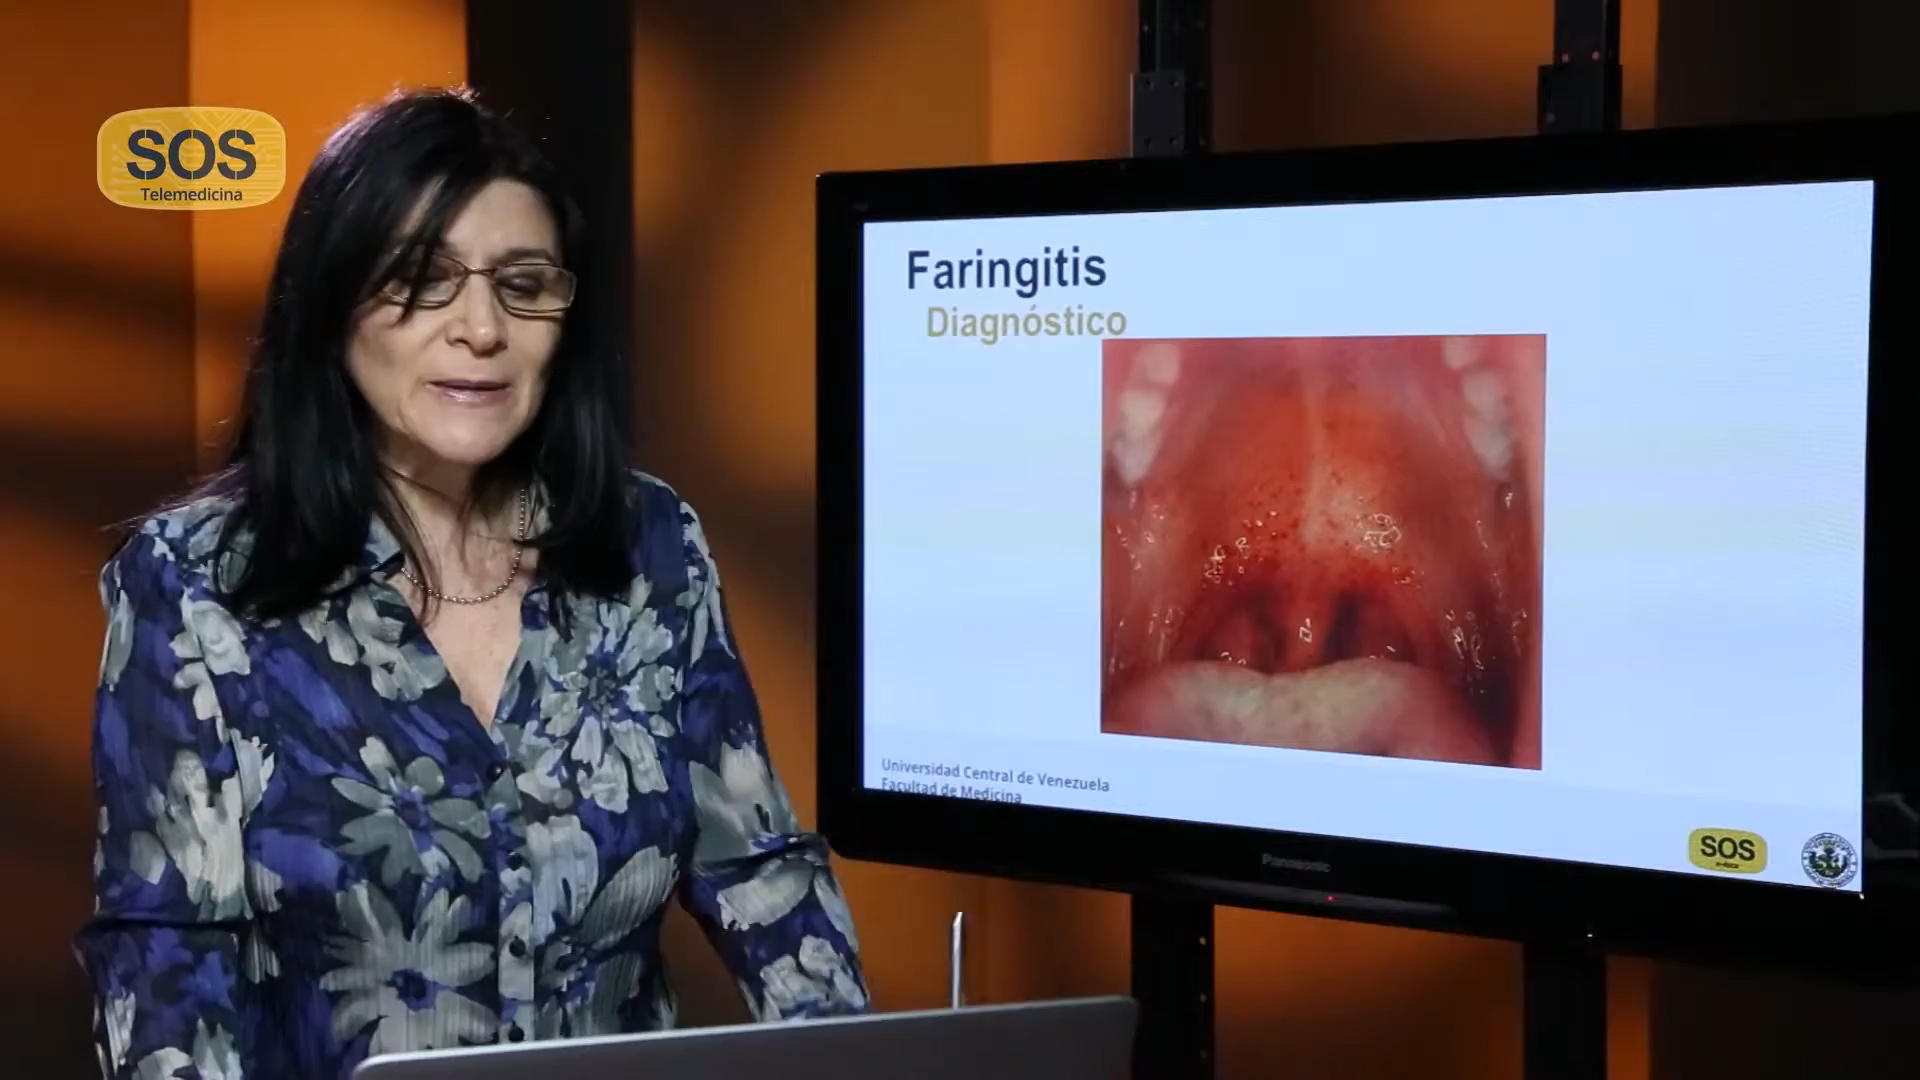 SOS
Telemedicina
Faringitis
Diagnóstico
Universidad Central de Venezuela
Facultad de Medicina
SOS
Panasonic